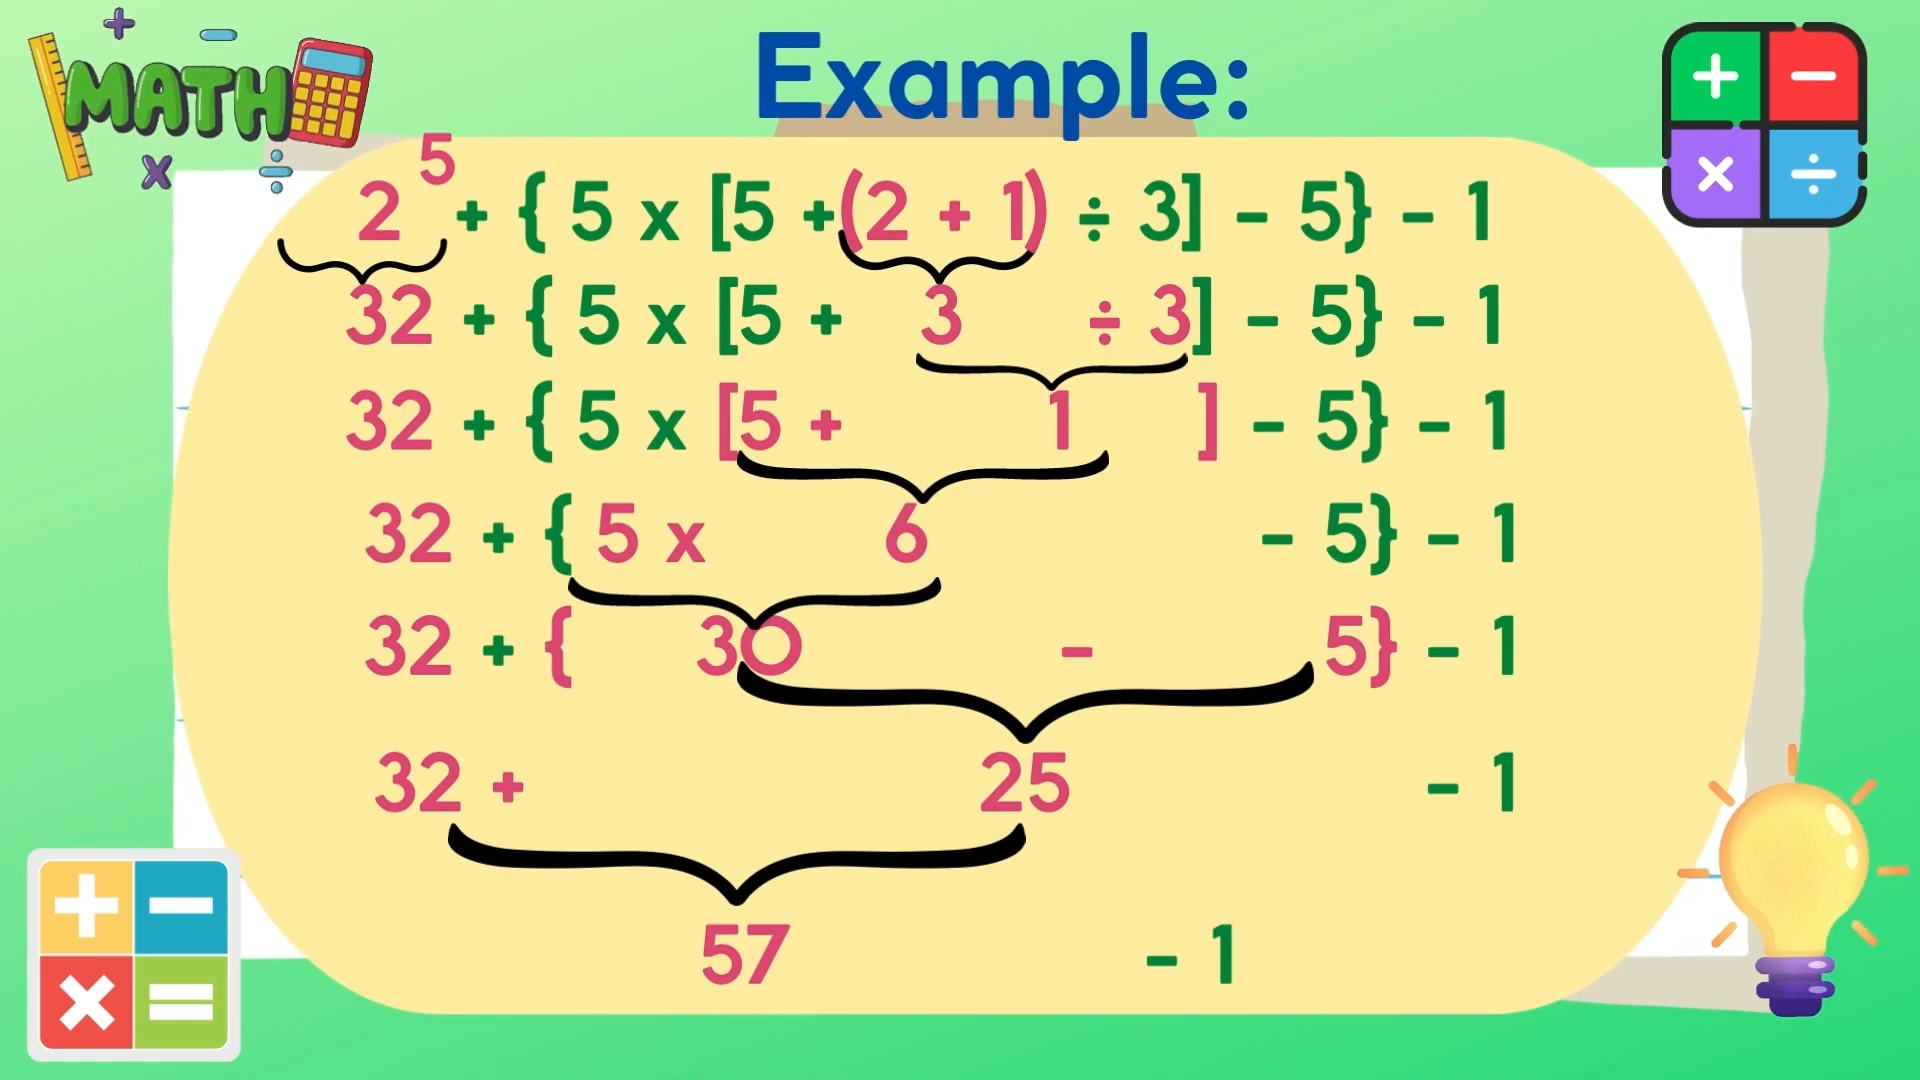 MATH
Example:
2⁵ + { 5 x [5 + (2 + 1) ÷ 3] - 5} - 1
32 + { 5 x [5 + 3 ÷ 3] - 5} - 1
32 + { 5 x [5 + 1 ] - 5} - 1
32 + { 5 x 6 - 5} - 1
32 + { 30 - 5} - 1
32 + 25 - 1
57 - 1